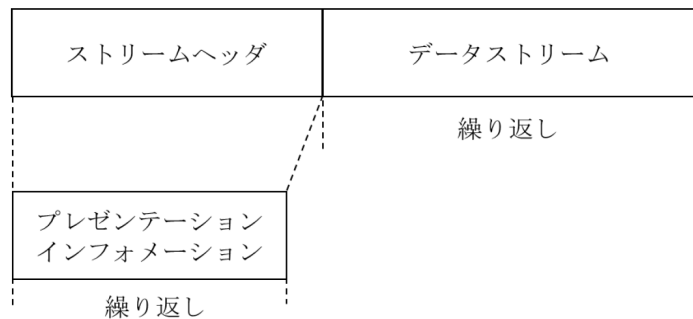 ストリームヘッダ
データストリーム
繰り返し
プレゼンテーション
インフォメーション
繰り返し